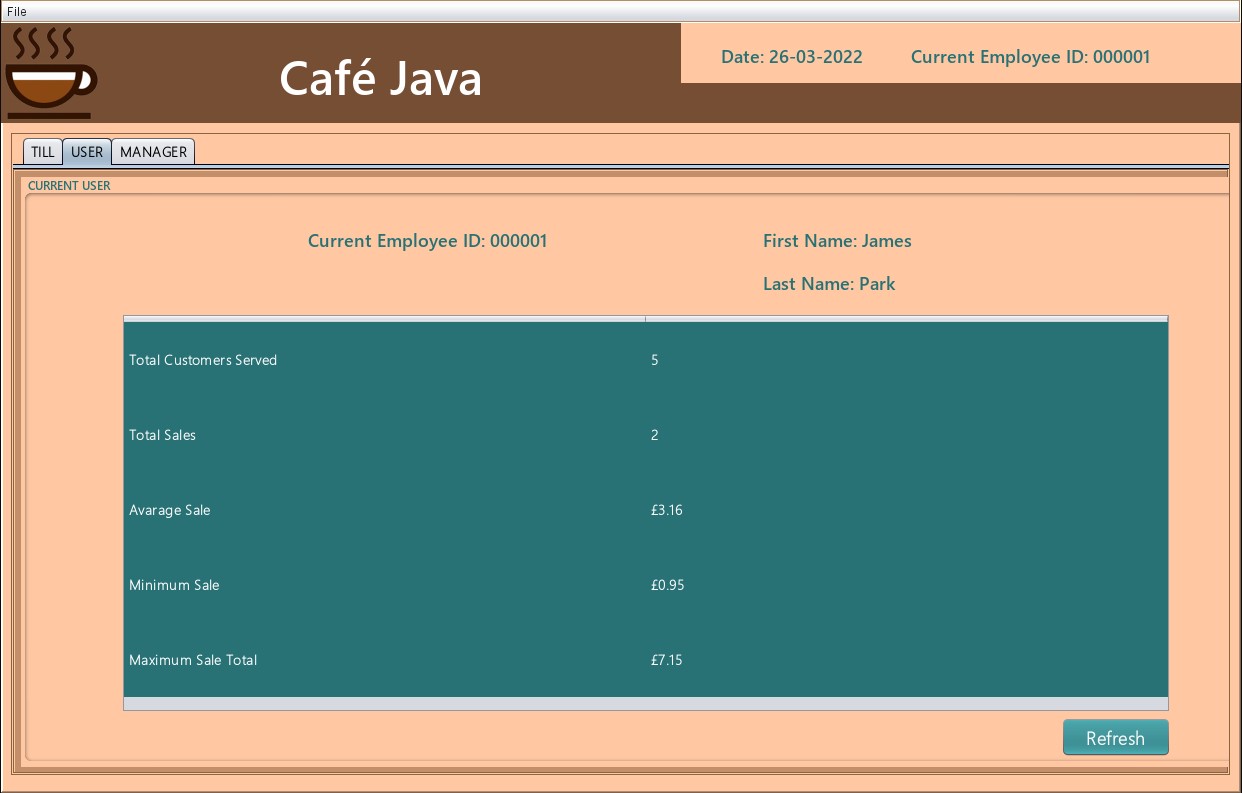 File
Café Java
Date: 26-03-2022 Current Employee ID: 000001
TILL USER MANAGER
CURRENT USER
Current Employee ID: 000001 First Name: James
Last Name: Park
Total Customers Served 5
Total Sales 2
Avarage Sale £3.16
Minimum Sale £0.95
Maximum Sale Total £7.15
Refresh